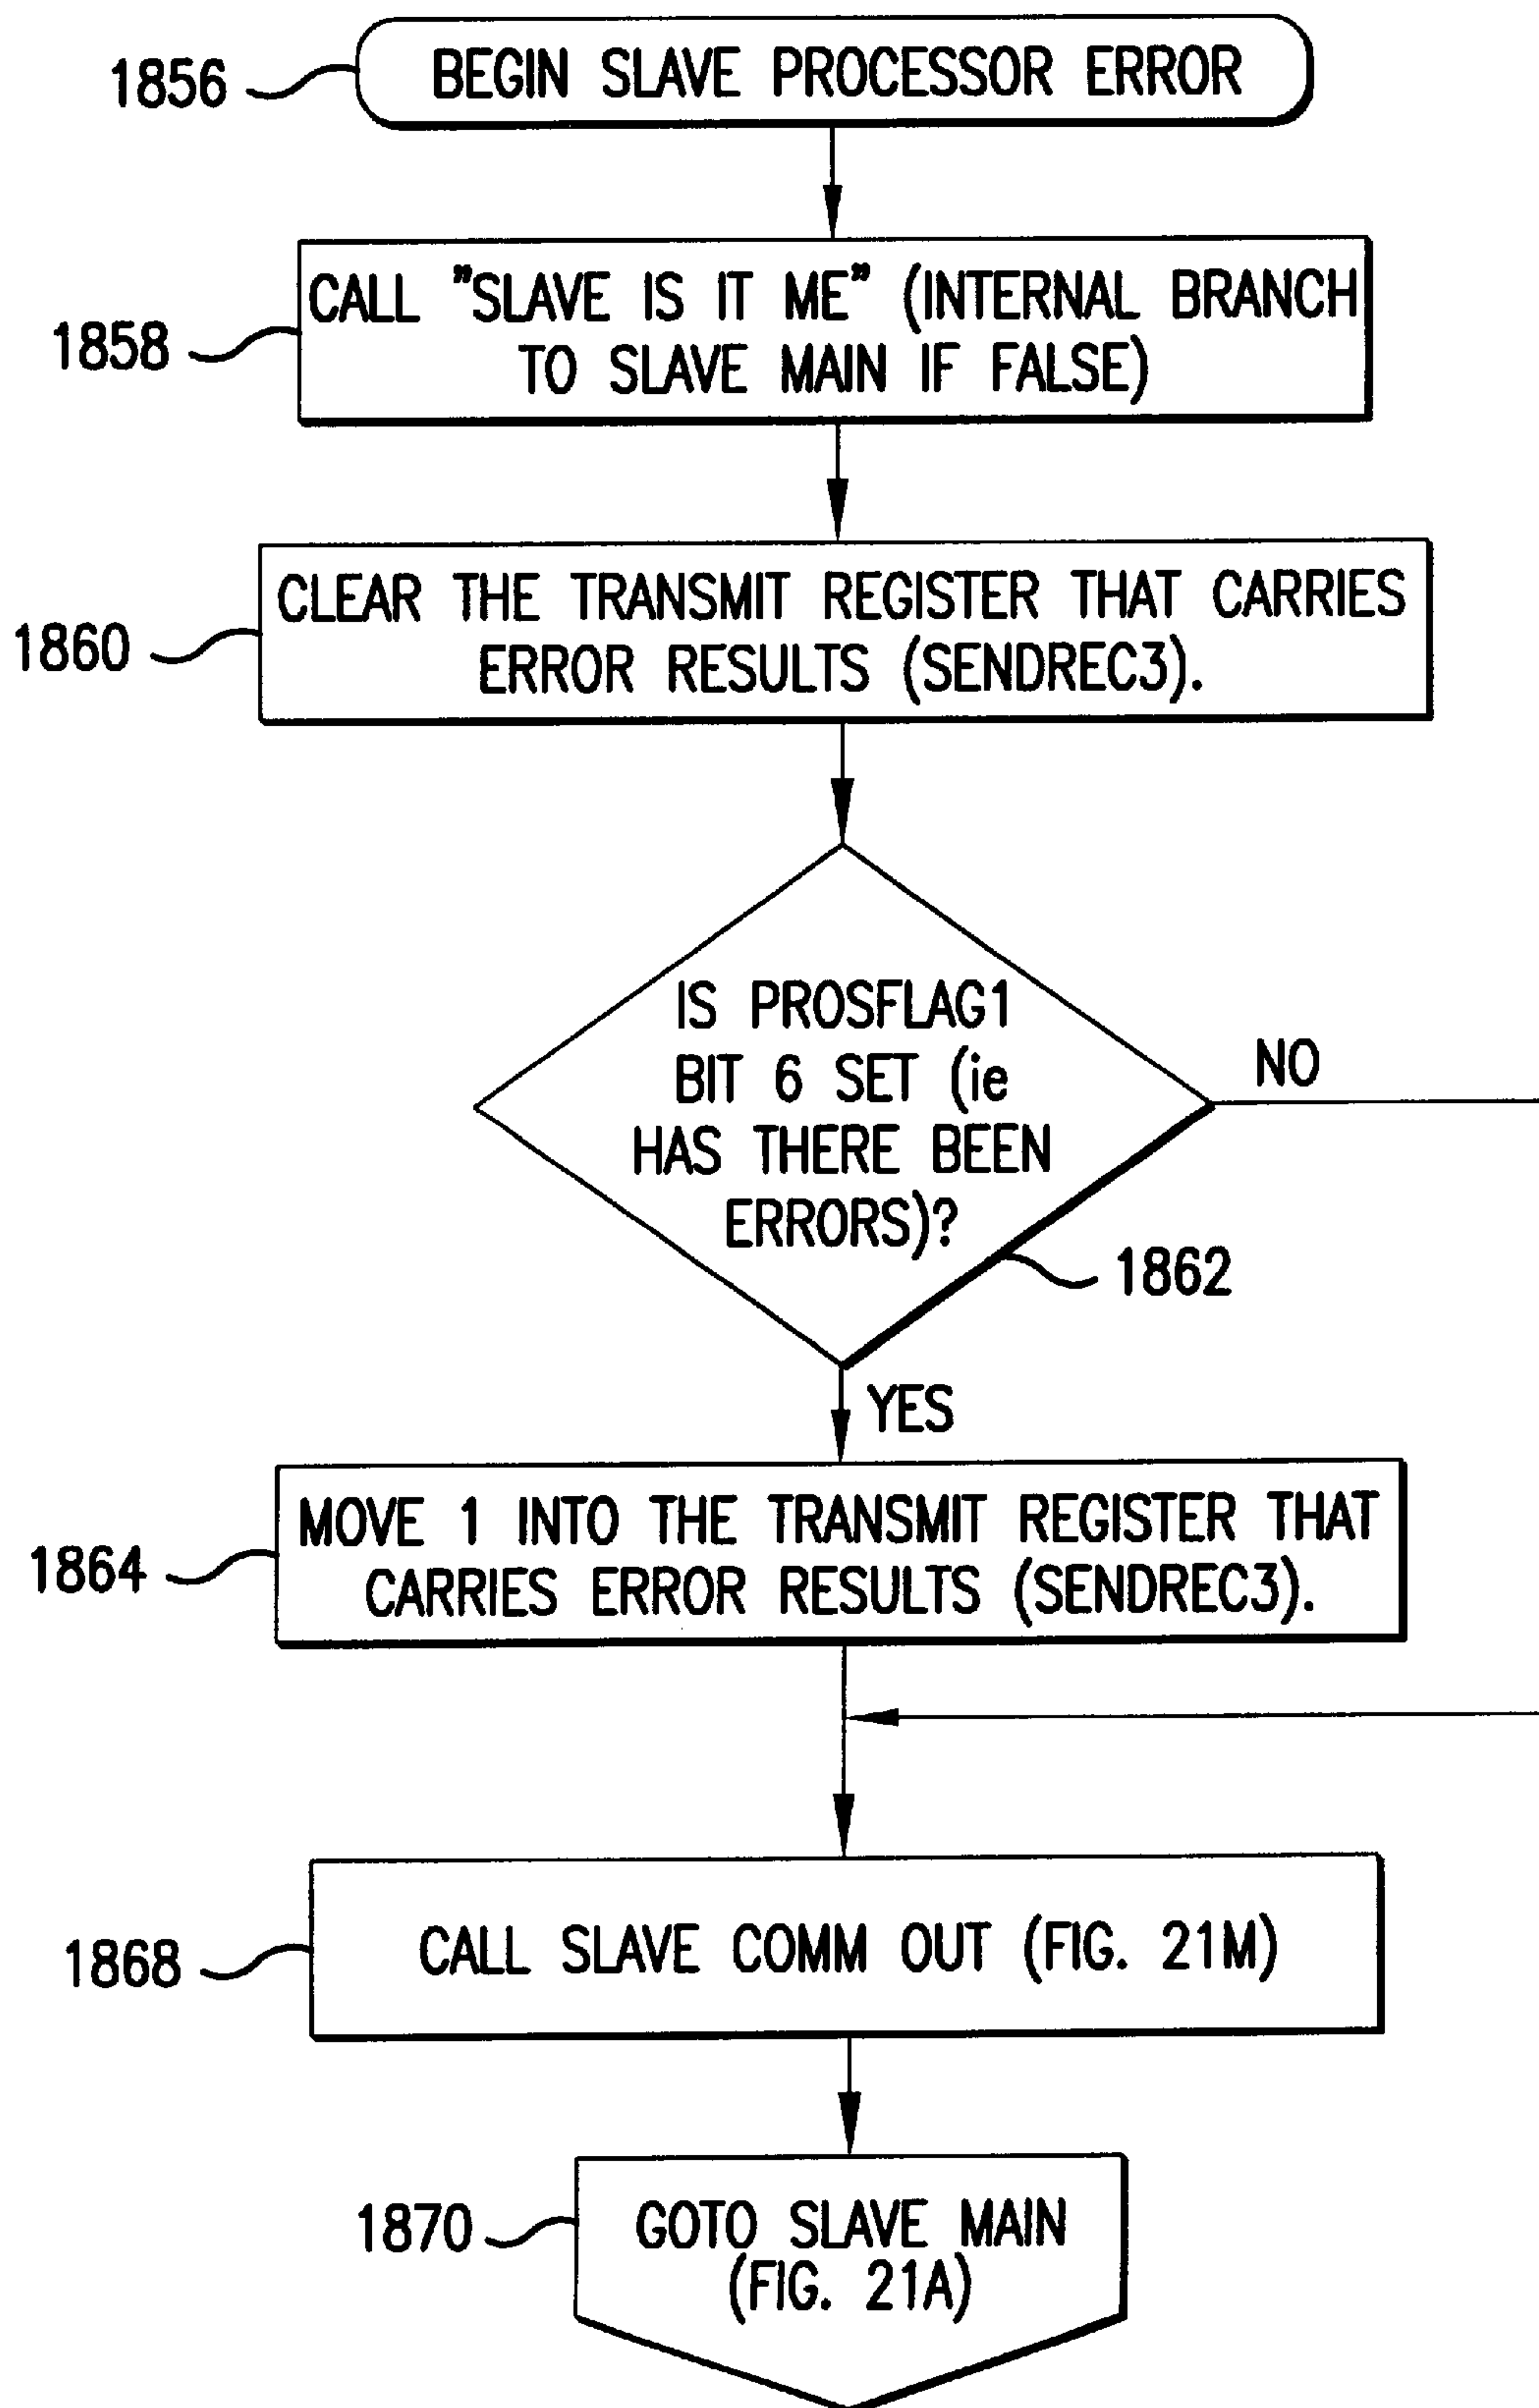 1856
BEGIN SLAVE PROCESSOR ERROR
1858
CALL "SLAVE IS IT ME" (INTERNAL BRANCH
TO SLAVE MAIN IF FALSE)
1860
CLEAR THE TRANSMIT REGISTER THAT CARRIES
ERROR RESULTS (SENDREC3).
IS PROSFLAG1
BIT 6 SET (ie
HAS THERE BEEN
ERRORS)?
NO
1862
YES
1864
MOVE 1 INTO THE TRANSMIT REGISTER THAT
CARRIES ERROR RESULTS (SENDREC3).
1868
CALL SLAVE COMM OUT (FIG. 21M)
1870
GOTO SLAVE MAIN
(FIG. 21A)